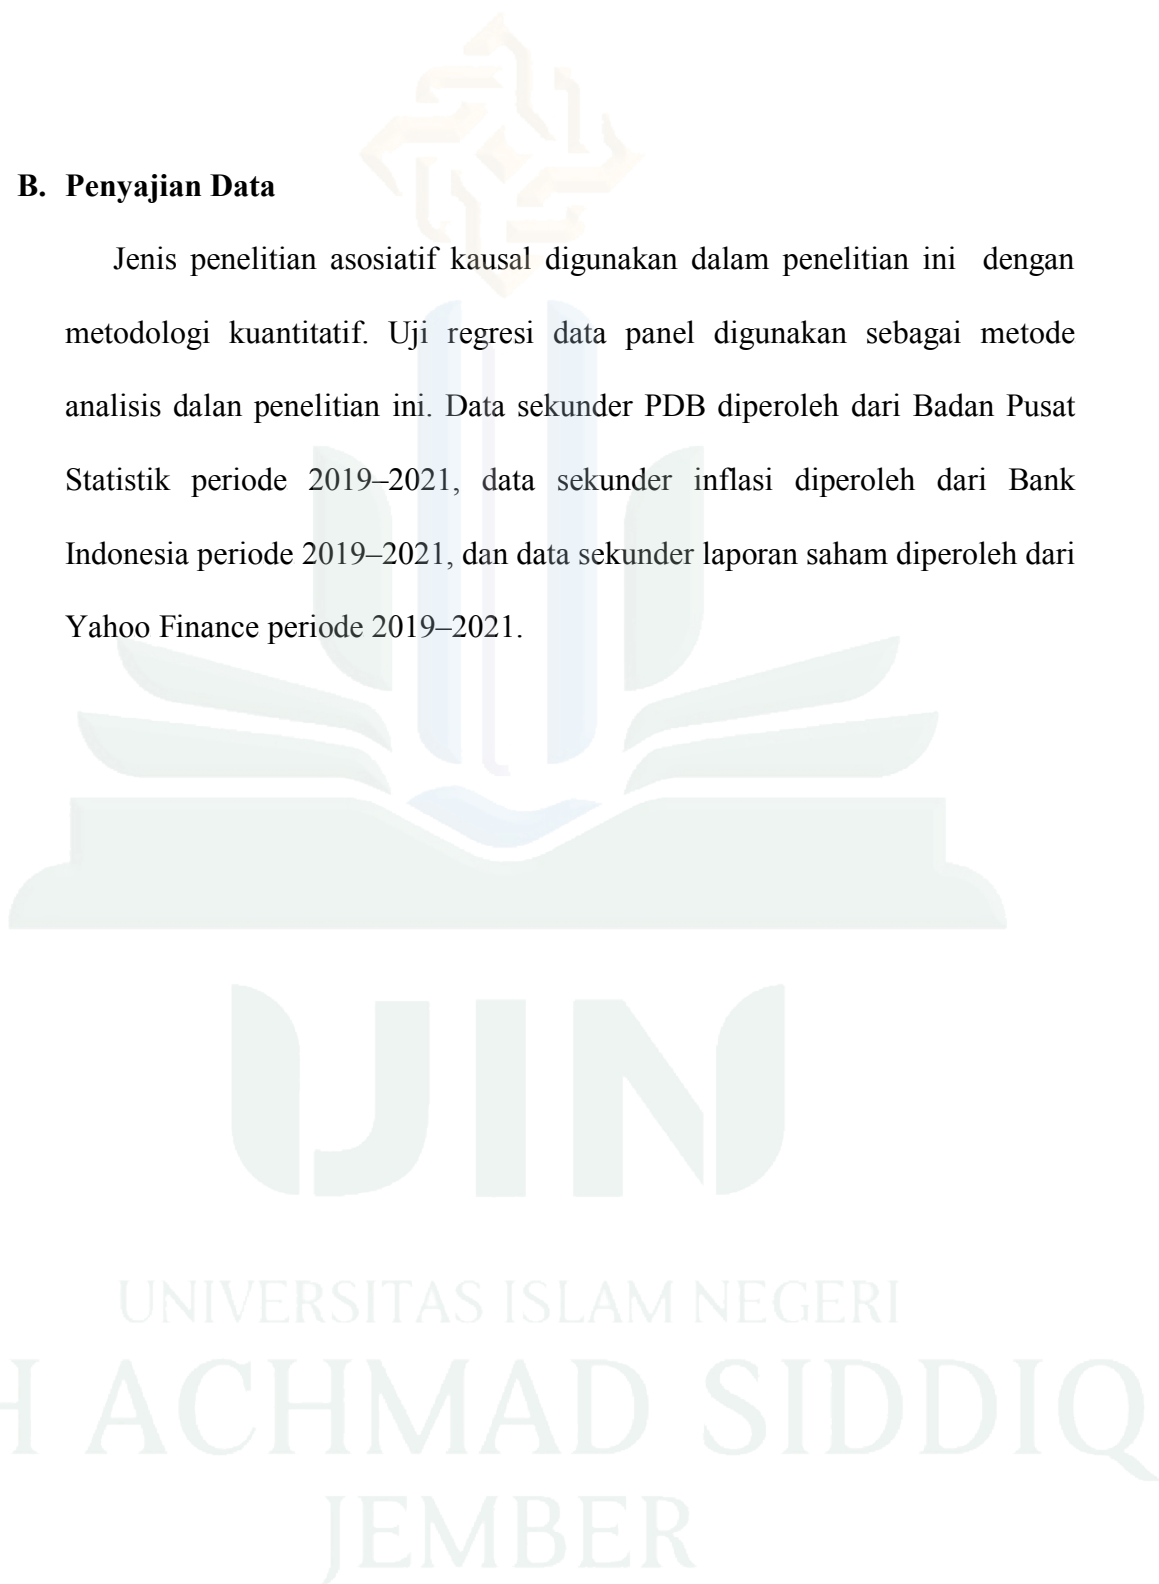 B. Penyajian Data
Jenis penelitian asosiatif kausal digunakan dalam penelitian ini dengan
metodologi kuantitatif. Uji regresi data panel digunakan sebagai metode
analisis dalan penelitian ini. Data sekunder PDB diperoleh dari Badan Pusat
Statistik periode 2019–2021, data sekunder inflasi diperoleh dari Bank
Indonesia periode 2019–2021, dan data sekunder laporan saham diperoleh dari
Yahoo Finance periode 2019–2021.
UIN
UNIVERSITAS ISLAM NEGERI
H ACHMAD SIDDIQ
JEMBER